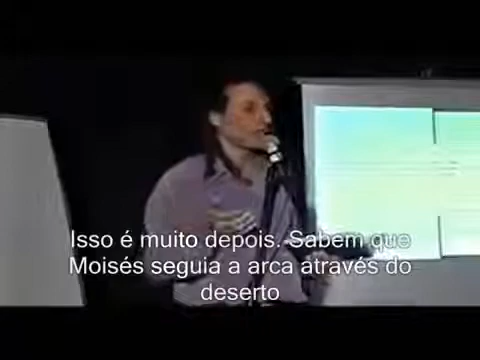 Isso é muito depois. Sabem que
Moisés seguia a arca através do
deserto